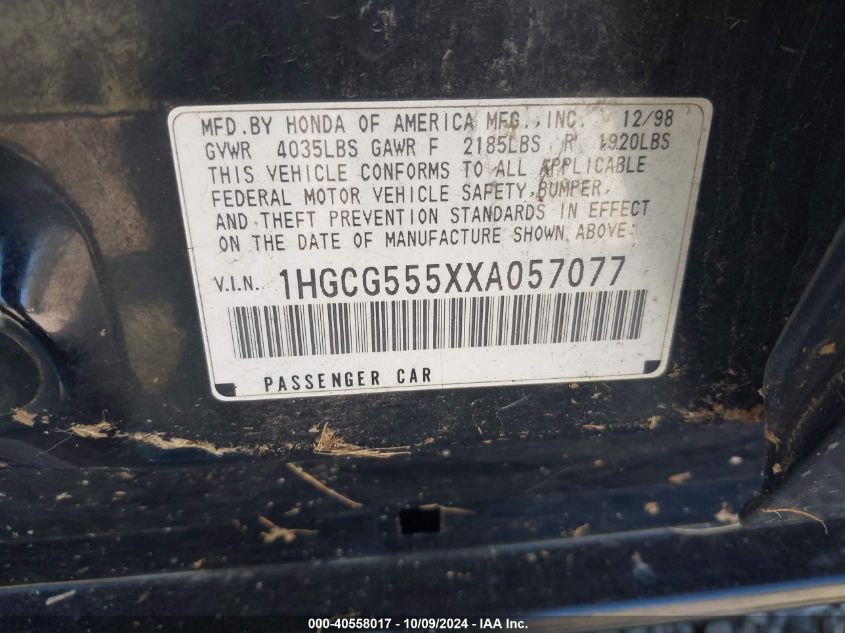 MFD.BY HONDA OF AMERICA MFG.,INC. 12/98
GVWR 4035LBS GAWR F 2185LBS R 1920LBS
THIS VEHICLE CONFORMS TO ALL APPLICABLE
FEDERAL MOTOR VEHICLE SAFETY,BUMPER,
AND THEFT PREVENTION STANDARDS IN EFFECT
ON THE DATE OF MANUFACTURE SHOWN ABOVE.
V.I.N. 1HGCG555XXA057077
PASSENGER CAR
000-40558017 - 10/09/2024 - IAA Inc.